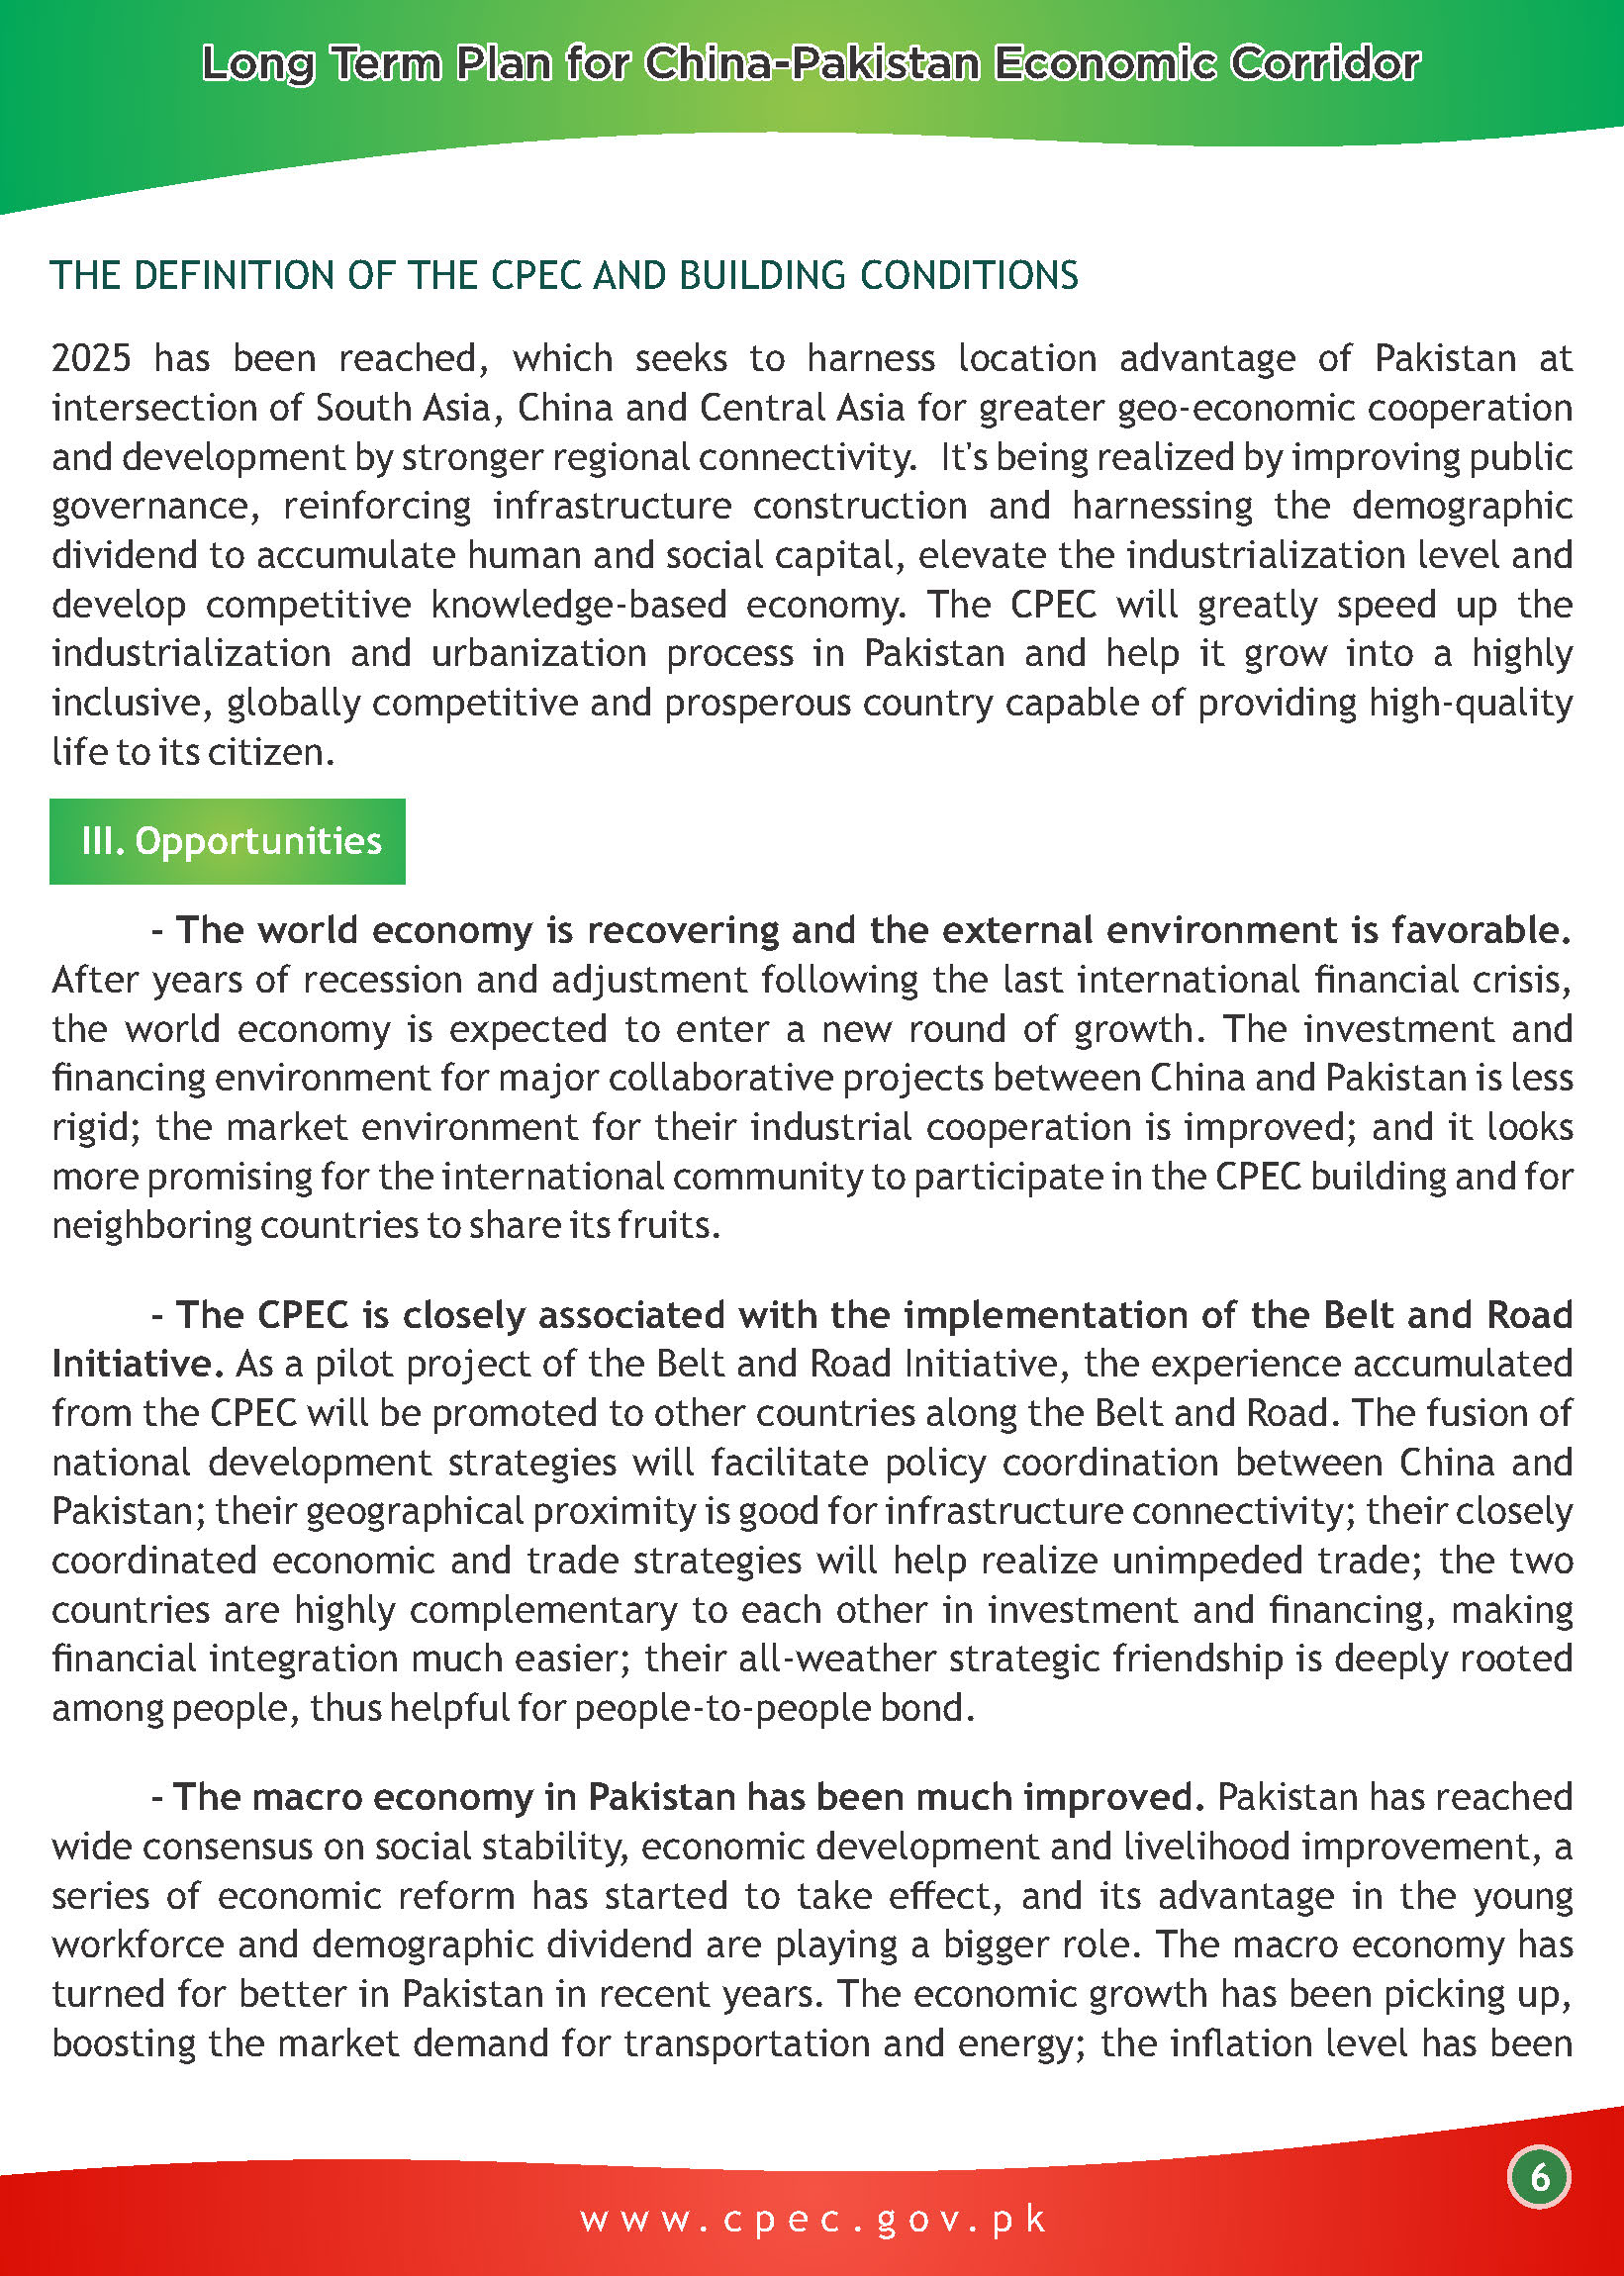 Long Term Plan for China-Pakistan Economic Corridor
THE DEFINITION OF THE CPEC AND BUILDING CONDITIONS
2025 has been reached, which seeks to harness location advantage of Pakistan at
intersection of South Asia, China and Central Asia for greater geo-economic cooperation
and development by stronger regional connectivity. It's being realized by improving public
governance, reinforcing infrastructure construction and harnessing the demographic
dividend to accumulate human and social capital, elevate the industrialization level and
develop competitive knowledge-based economy. The CPEC will greatly speed up the
industrialization and urbanization process in Pakistan and help it grow into a highly
inclusive, globally competitive and prosperous country capable of providing high-quality
life to its citizen.
III. Opportunities
- The world economy is recovering and the external environment is favorable.
After years of recession and adjustment following the last international financial crisis,
the world economy is expected to enter a new round of growth. The investment and
financing environment for major collaborative projects between China and Pakistan is less
rigid; the market environment for their industrial cooperation is improved; and it looks
more promising for the international community to participate in the CPEC building and for
neighboring countries to share its fruits.
- The CPEC is closely associated with the implementation of the Belt and Road
Initiative. As a pilot project of the Belt and Road Initiative, the experience accumulated
from the CPEC will be promoted to other countries along the Belt and Road. The fusion of
national development strategies will facilitate policy coordination between China and
Pakistan; their geographical proximity is good for infrastructure connectivity; their closely
coordinated economic and trade strategies will help realize unimpeded trade; the two
countries are highly complementary to each other in investment and financing, making
financial integration much easier; their all-weather strategic friendship is deeply rooted
among people, thus helpful for people-to-people bond.
- The macro economy in Pakistan has been much improved. Pakistan has reached
wide consensus on social stability, economic development and livelihood improvement, a
series of economic reform has started to take effect, and its advantage in the young
workforce and demographic dividend are playing a bigger role. The macro economy has
turned for better in Pakistan in recent years. The economic growth has been picking up,
boosting the market demand for transportation and energy; the inflation level has been
6
www.cpec.gov.pk